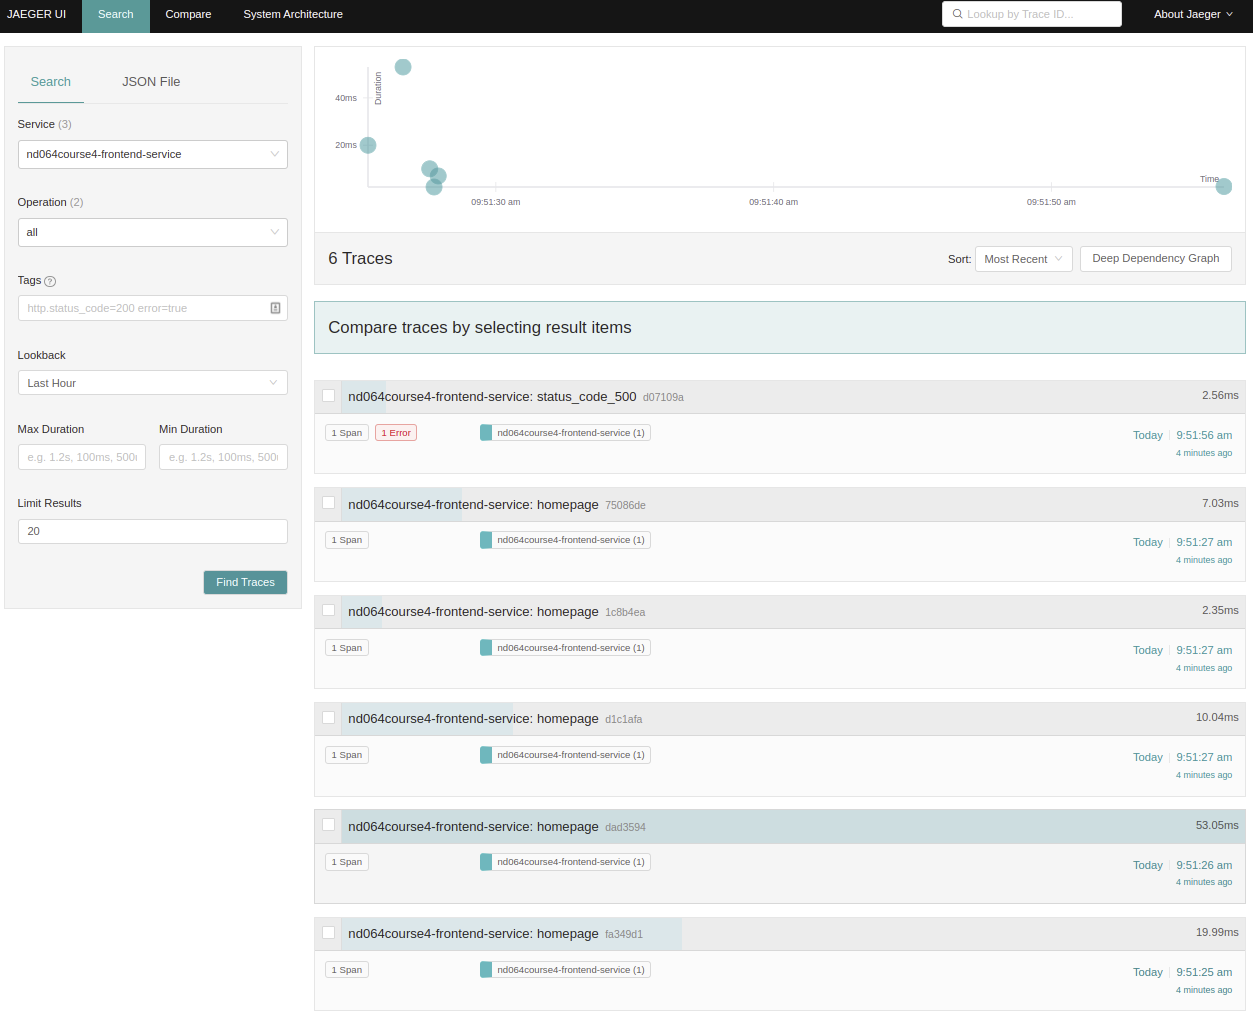 JAEGER UI Search Compare System Architecture Lookup by Trace ID... About Jaeger
Search JSON File
Service (3)
nd064course4-frontend-service
Operation (2)
all
Tags ?
http.status_code=200 error=true
Lookback
Last Hour
Max Duration Min Duration
e.g. 1.2s, 100ms, 500 e.g. 1.2s, 100ms, 500
Limit Results
20
Find Traces
Duration
40ms
20ms
Time
09:51:30 am 09:51:40 am 09:51:50 am
6 Traces Sort: Most Recent Deep Dependency Graph
Compare traces by selecting result items
nd064course4-frontend-service: status_code_500 d07109a 2.56ms
1 Span 1 Error nd064course4-frontend-service (1) Today 9:51:56 am
4 minutes ago
nd064course4-frontend-service: homepage 75086de 7.03ms
1 Span nd064course4-frontend-service (1) Today 9:51:27 am
4 minutes ago
nd064course4-frontend-service: homepage 1c8b4ea 2.35ms
1 Span nd064course4-frontend-service (1) Today 9:51:27 am
4 minutes ago
nd064course4-frontend-service: homepage d1c1afa 10.04ms
1 Span nd064course4-frontend-service (1) Today 9:51:27 am
4 minutes ago
nd064course4-frontend-service: homepage dad3594 53.05ms
1 Span nd064course4-frontend-service (1) Today 9:51:26 am
4 minutes ago
nd064course4-frontend-service: homepage fa349d1 19.99ms
1 Span nd064course4-frontend-service (1) Today 9:51:25 am
4 minutes ago